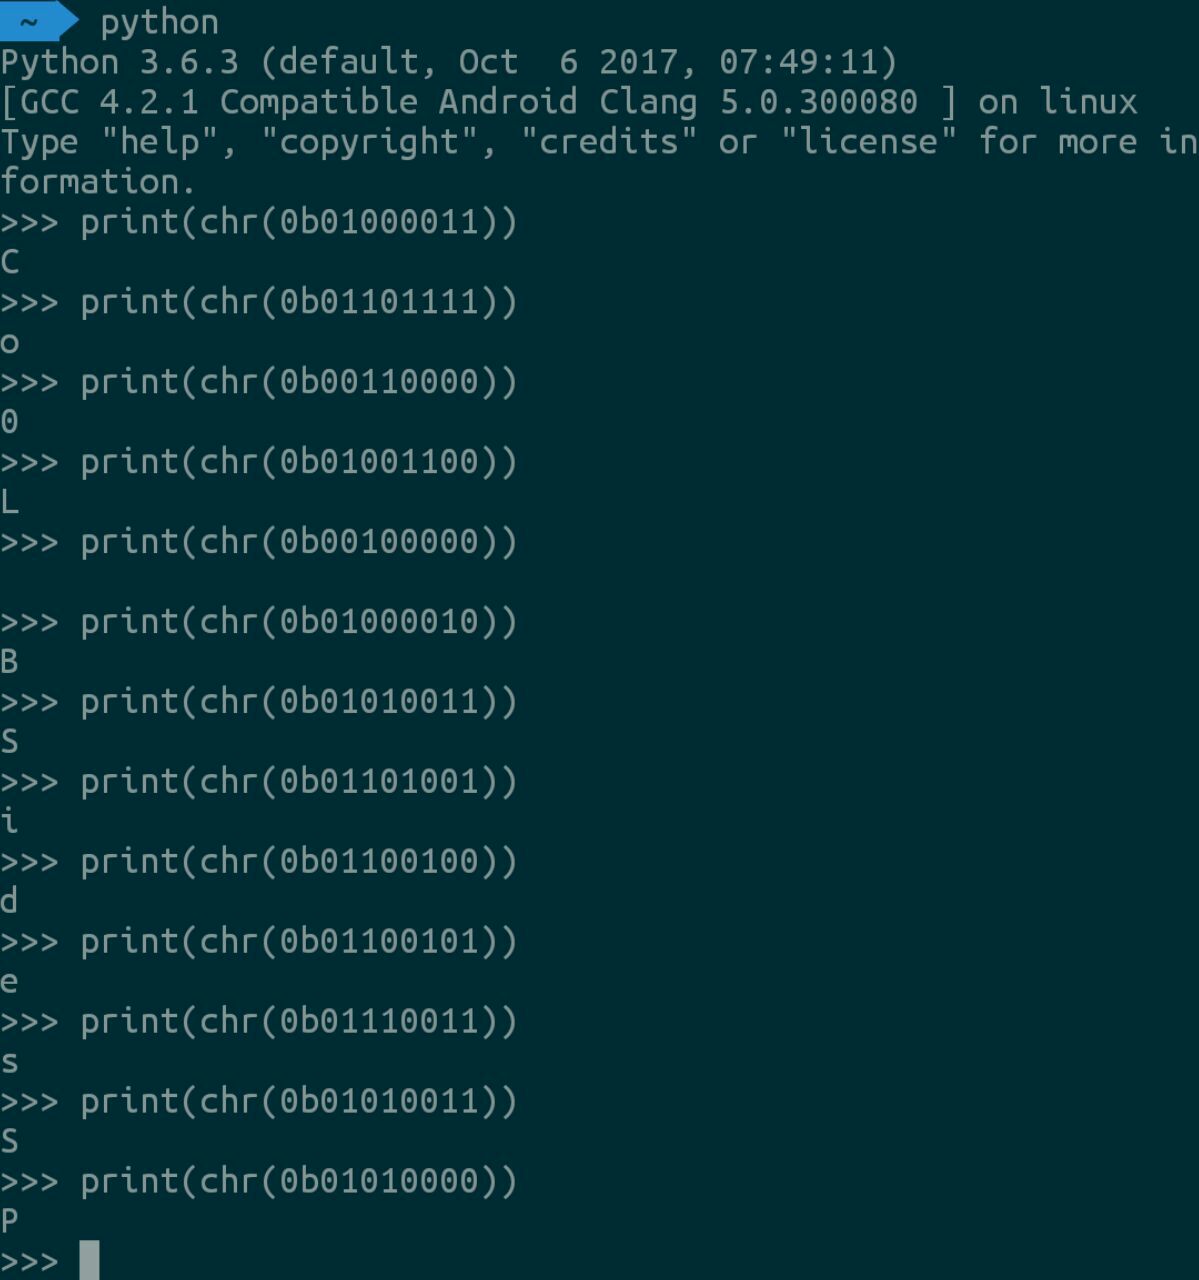 ~ python
Python 3.6.3 (default, Oct  6 2017, 07:49:11)
[GCC 4.2.1 Compatible Android Clang 5.0.300080 ] on linux
Type "help", "copyright", "credits" or "license" for more in
formation.
>>> print(chr(0b01000011))
C
>>> print(chr(0b01101111))
o
>>> print(chr(0b00110000))
0
>>> print(chr(0b01001100))
L
>>> print(chr(0b00100000))

>>> print(chr(0b01000010))
B
>>> print(chr(0b01010011))
S
>>> print(chr(0b01101001))
i
>>> print(chr(0b01100100))
d
>>> print(chr(0b01100101))
e
>>> print(chr(0b01110011))
s
>>> print(chr(0b01010011))
S
>>> print(chr(0b01010000))
P
>>>